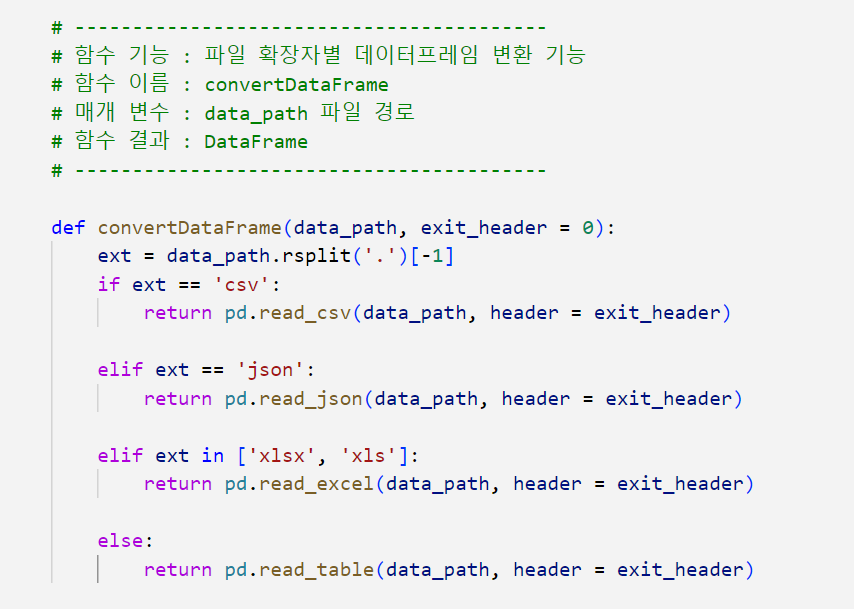 # -----------------------------------------
# 함수 기능 : 파일 확장자별 데이터프레임 변환 기능
# 함수 이름 : convertDataFrame
# 매개 변수 : data_path 파일 경로
# 함수 결과 : DataFrame
# -----------------------------------------
def convertDataFrame(data_path, exit_header = 0):
    ext = data_path.rsplit('.')[-1]
    if ext == 'csv':
        return pd.read_csv(data_path, header = exit_header)
    elif ext == 'json':
        return pd.read_json(data_path, header = exit_header)
    elif ext in ['xlsx', 'xls']:
        return pd.read_excel(data_path, header = exit_header)
    else:
        return pd.read_table(data_path, header = exit_header)